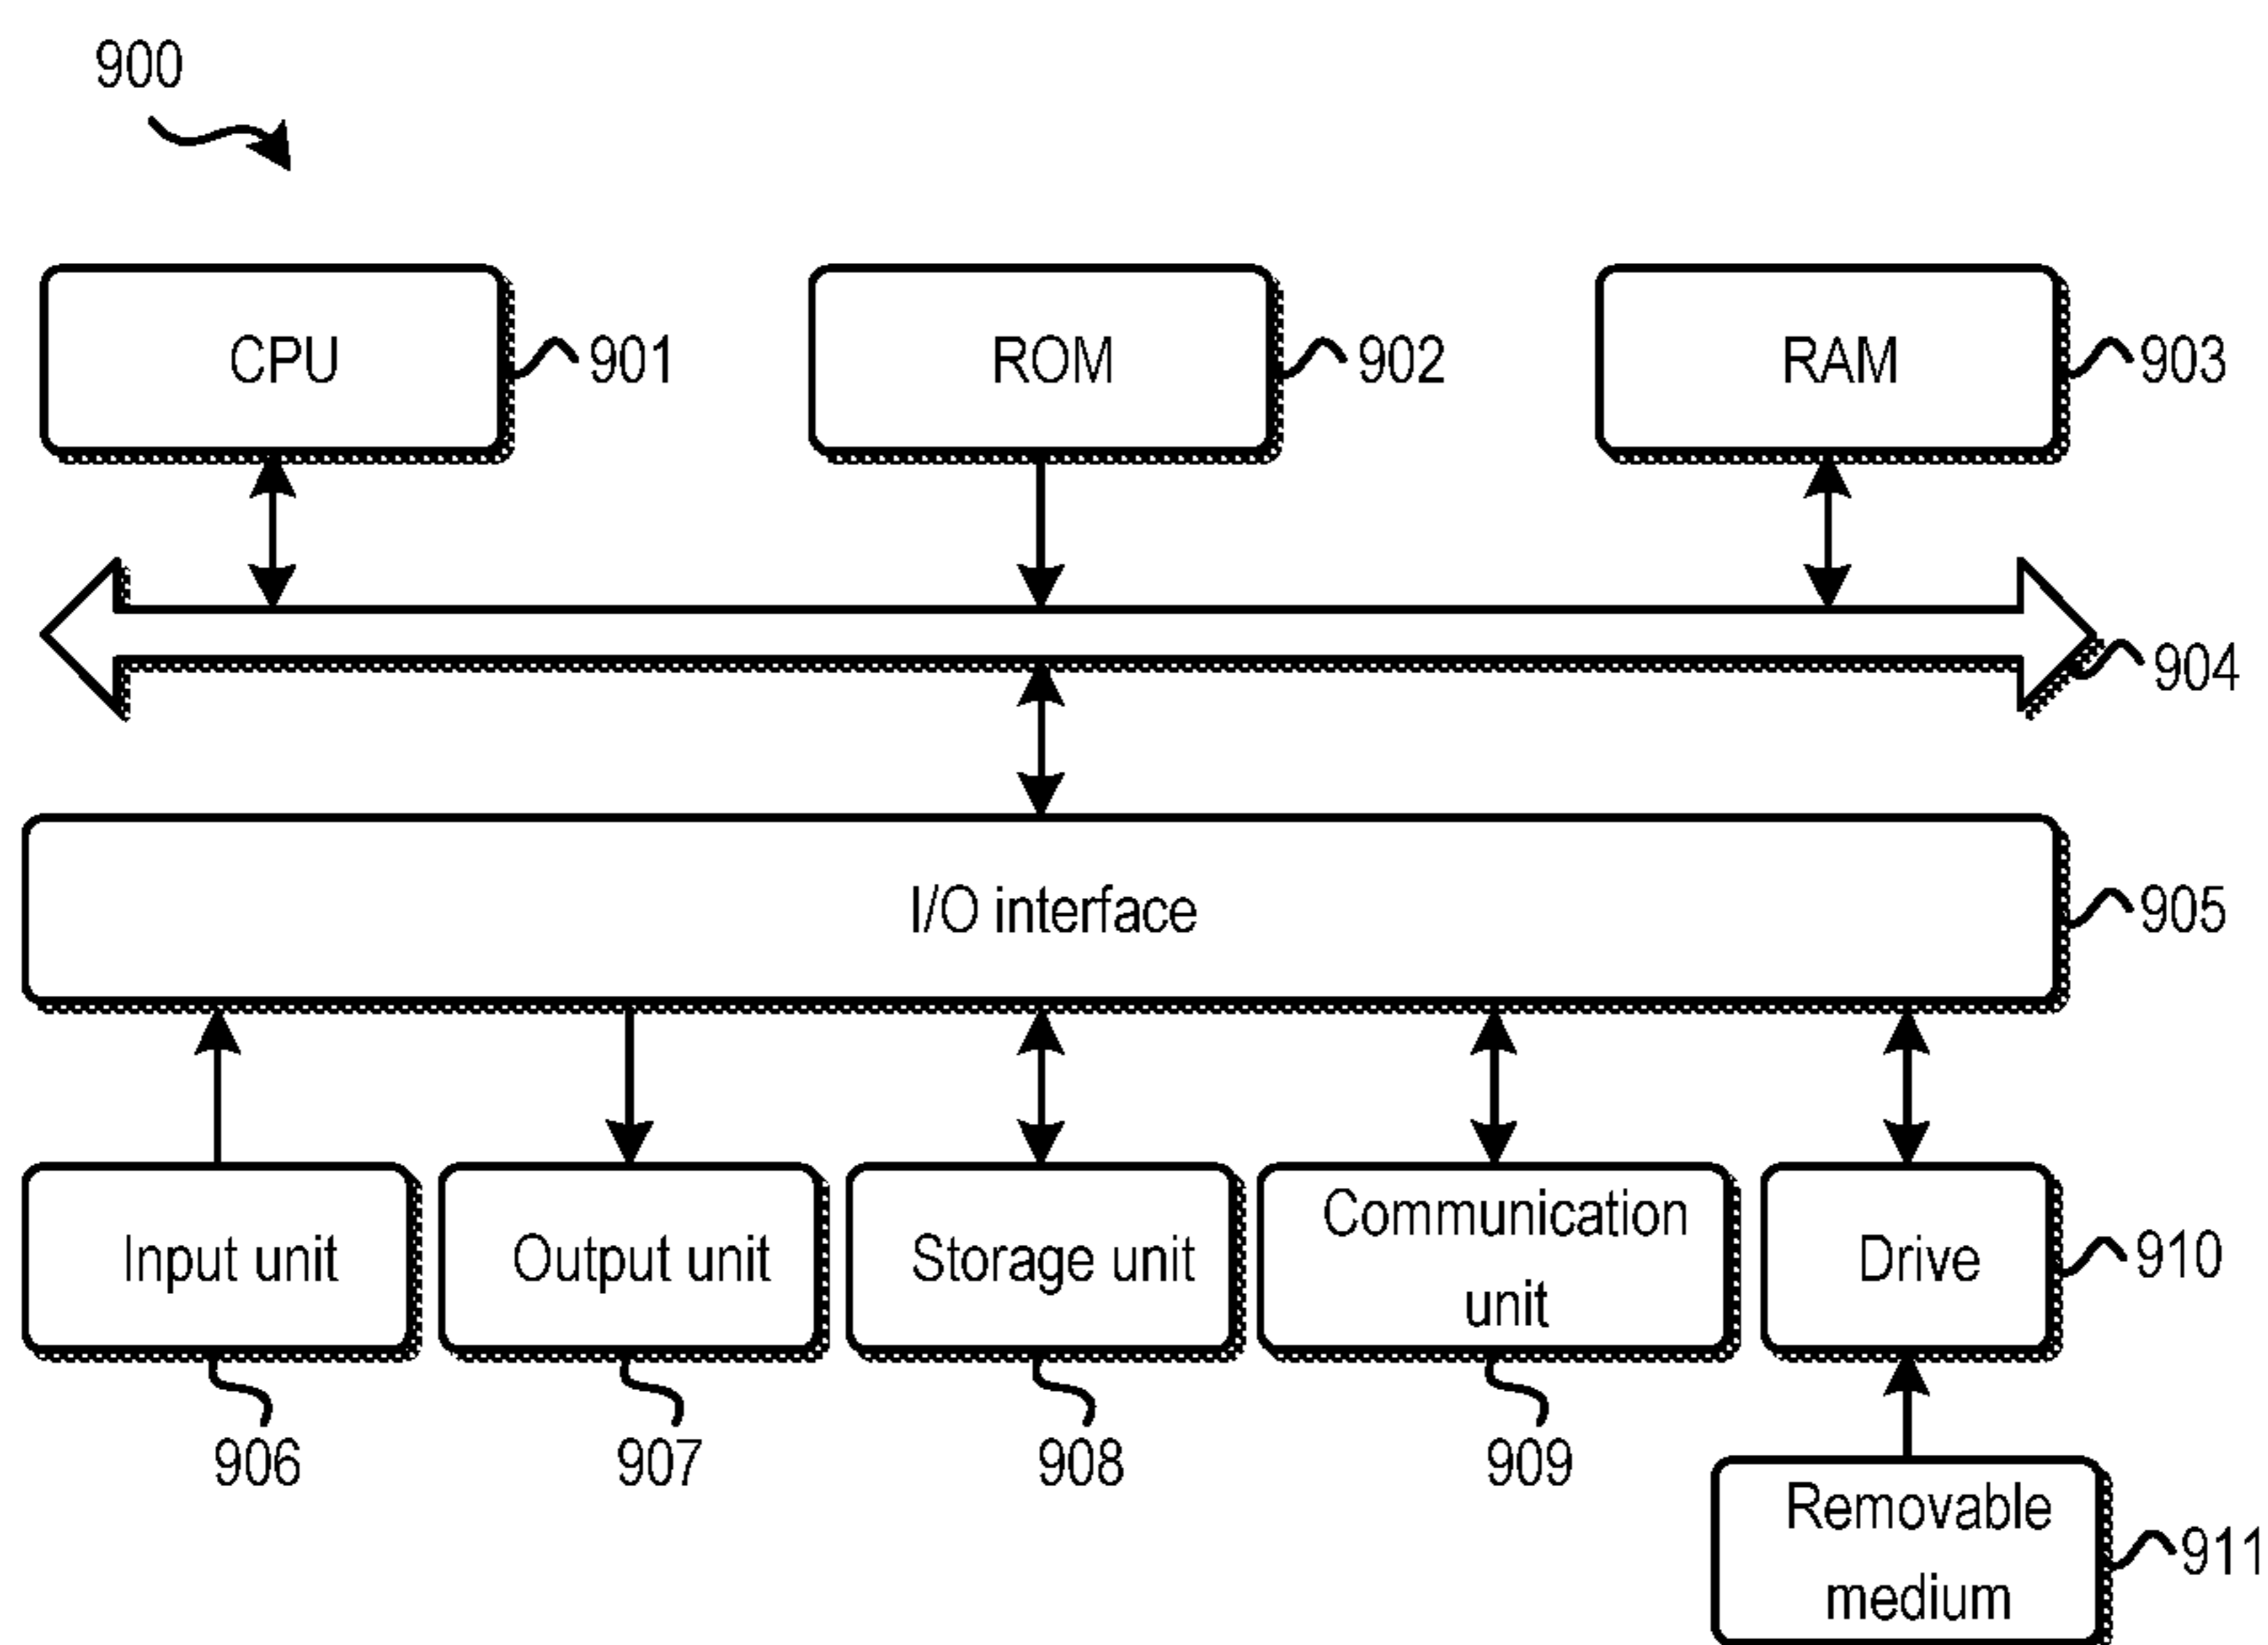 900
CPU
901
ROM
902
RAM
903
904
I/O interface
905
Input unit
Output unit
Storage unit
Communication
unit
Drive
910
906
907
908
909
Removable
medium
911